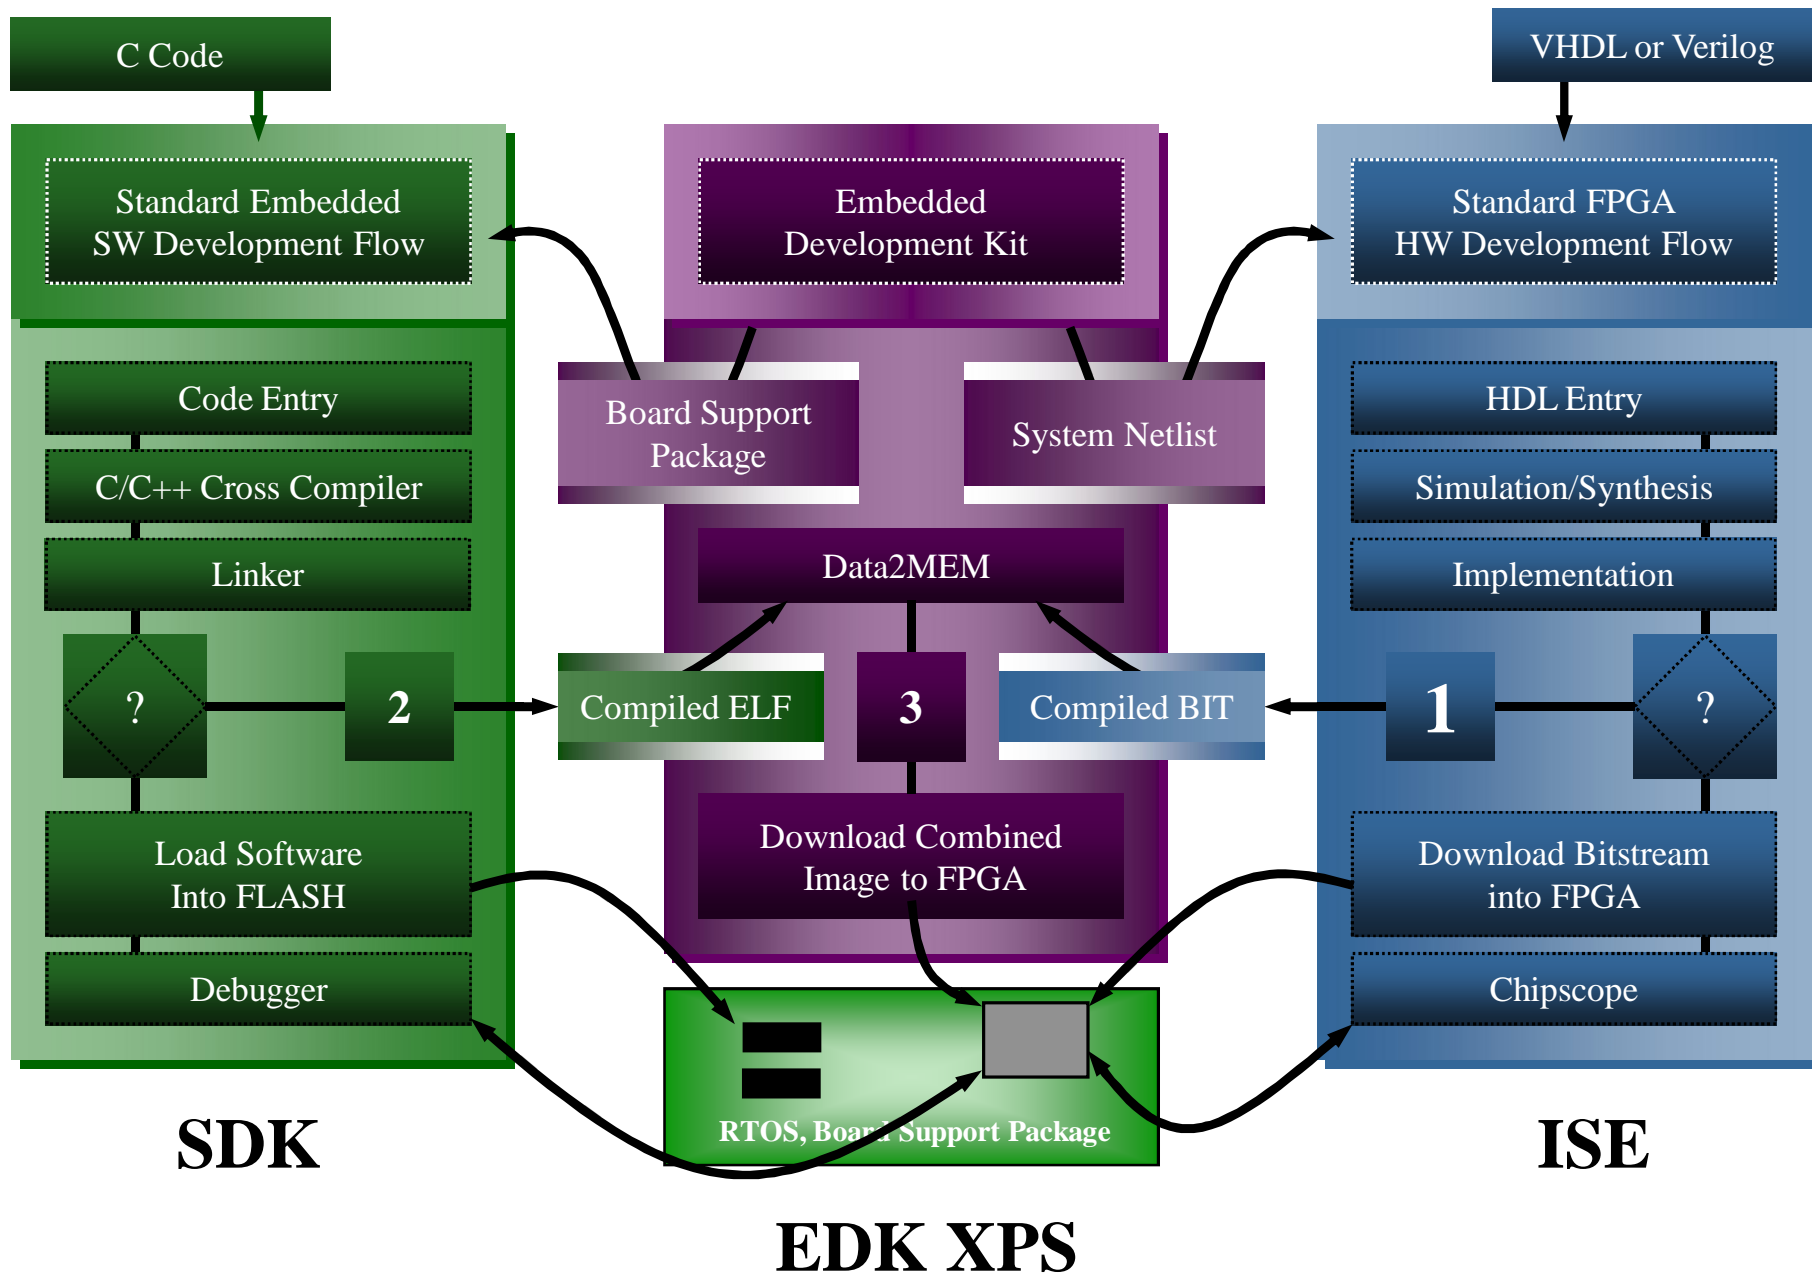 C Code
Standard Embedded
SW Development Flow
Code Entry
C/C++ Cross Compiler
Linker
?
2
Load Software
Into FLASH
Debugger
SDK
Embedded
Development Kit
Board Support
Package
System Netlist
Data2MEM
Compiled ELF
3
Compiled BIT
Download Combined
Image to FPGA
RTOS, Board Support Package
EDK XPS
VHDL or Verilog
Standard FPGA
HW Development Flow
HDL Entry
Simulation/Synthesis
Implementation
1
?
Download Bitstream
into FPGA
Chipscope
ISE